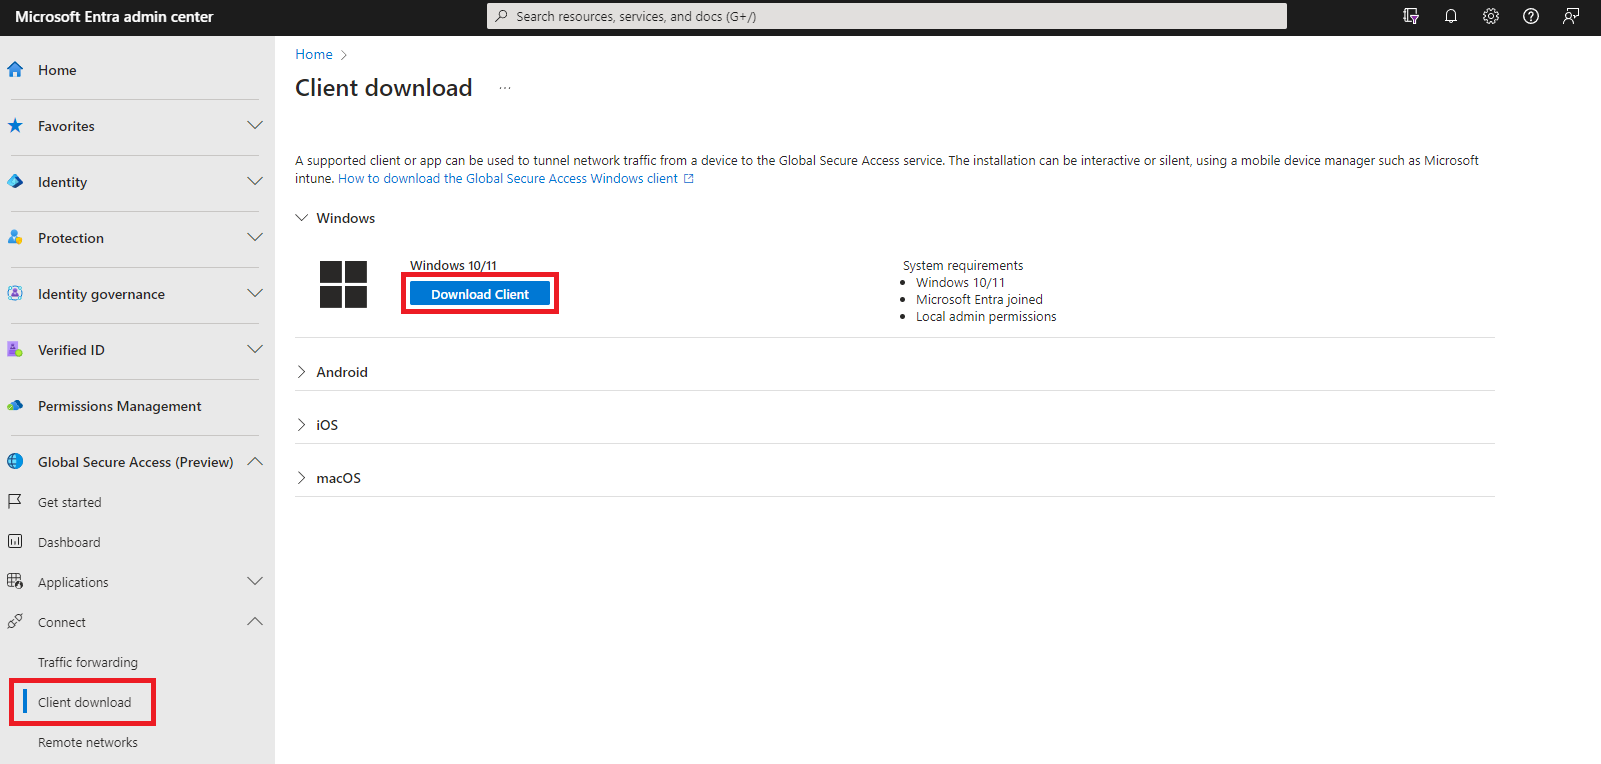 Microsoft Entra admin center
Search resources, services, and docs (G+/)
Home
Favorites
Identity
Protection
Identity governance
Verified ID
Permissions Management
Global Secure Access (Preview)
Get started
Dashboard
Applications
Connect
Traffic forwarding
Client download
Remote networks
Home
Client download
...
A supported client or app can be used to tunnel network traffic from a device to the Global Secure Access service. The installation can be interactive or silent, using a mobile device manager such as Microsoft
intune. How to download the Global Secure Access Windows client
Windows
Windows 10/11
Download Client
System requirements
• Windows 10/11
• Microsoft Entra joined
• Local admin permissions
Android
iOS
macOS